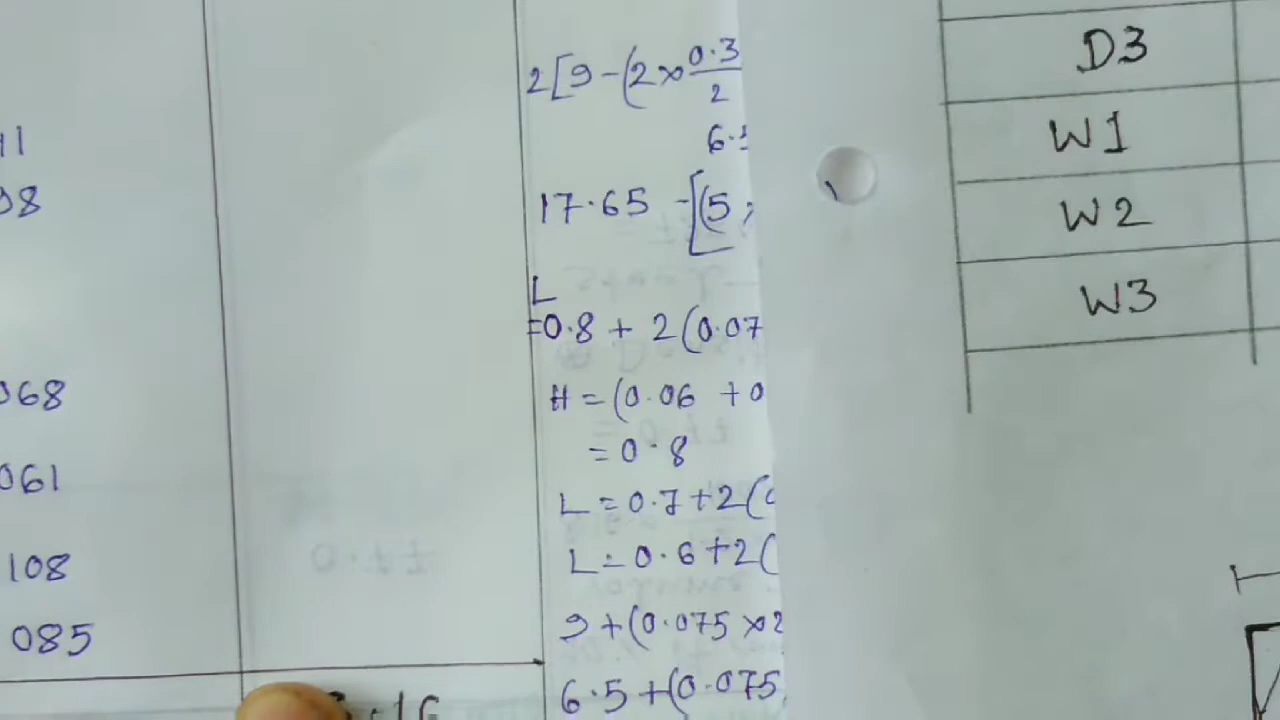 41
08
068
061
108
085
2[9-(2×0.3/2
17.65 -[(5
L
=0.8 + 2(0.07
H = (0.06 + 0
= 0.8
L = 0.7+2(
L = 0.6+2(
9+(0.075×2
6.5+(0.075
D3
W1
W2
W3